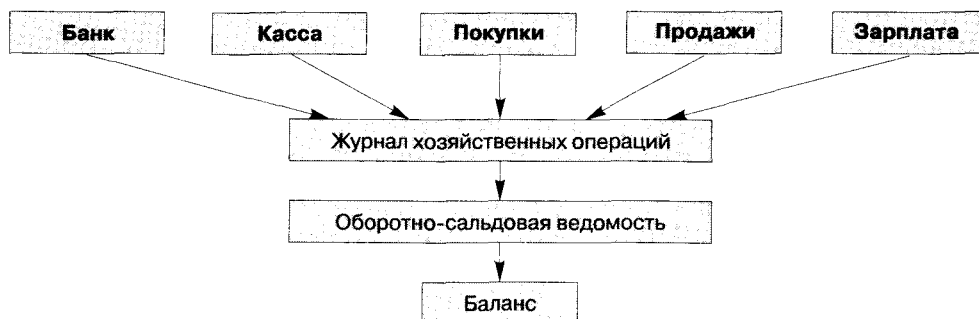 Банк
Касса
Покупки
Продажи
Зарплата
Журнал хозяйственных операций
Оборотно-сальдовая ведомость
Баланс